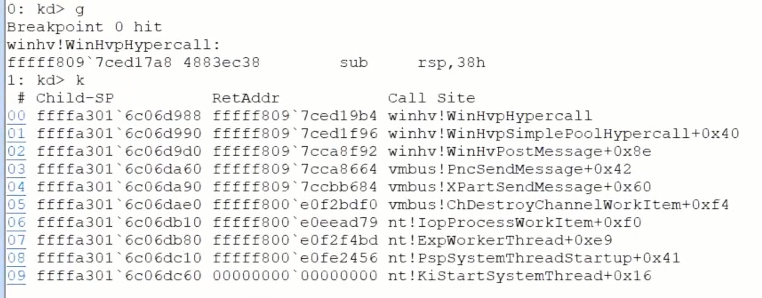 0: kd> g
Breakpoint 0 hit
winhv!WinHvpHypercall:
fffff809`7ced17a8 4883ec38        sub     rsp,38h
1: kd> k
 # Child-SP          RetAddr           Call Site
00 ffffa301`6c06d988 fffff809`7ced19b4 winhv!WinHvpHypercall
01 ffffa301`6c06d990 fffff809`7ced1f96 winhv!WinHvpSimplePoolHypercall+0x40
02 ffffa301`6c06d9d0 fffff809`7cca8f92 winhv!WinHvPostMessage+0x8e
03 ffffa301`6c06da60 fffff809`7cca8664 vmbus!PncSendMessage+0x42
04 ffffa301`6c06da90 fffff809`7ccbb684 vmbus!XPartSendMessage+0x60
05 ffffa301`6c06dae0 fffff800`e0f2bdf0 vmbus!ChDestroyChannelWorkItem+0xf4
06 ffffa301`6c06db10 fffff800`e0eead79 nt!IopProcessWorkItem+0xf0
07 ffffa301`6c06db80 fffff800`e0f2f4bd nt!ExpWorkerThread+0xe9
08 ffffa301`6c06dc10 fffff800`e0fe2456 nt!PspSystemThreadStartup+0x41
09 ffffa301`6c06dc60 00000000`00000000 nt!KiStartSystemThread+0x16